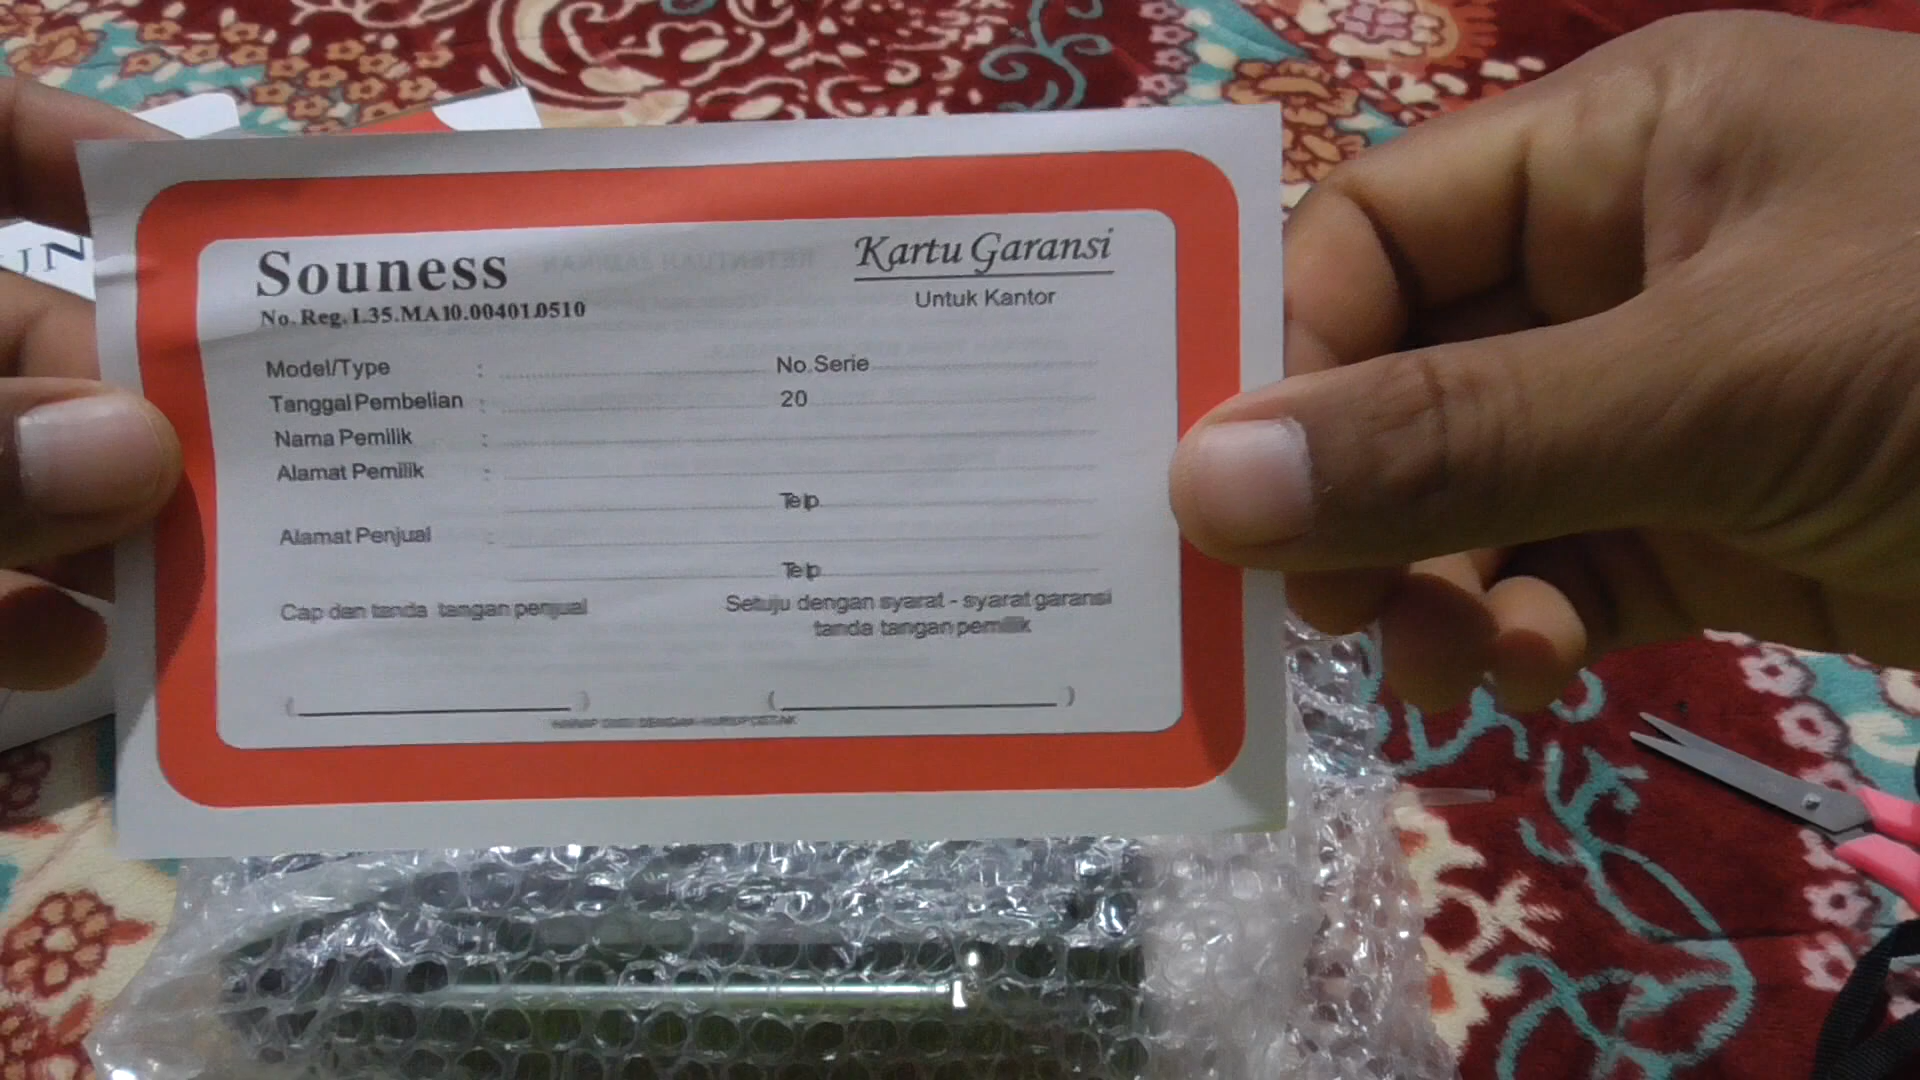 Souness
Kartu Garansi
No. Reg. I.35.MA10.00401.0510
Untuk Kantor
Model/Type : No Serie
Tanggal Pembelian : 20
Nama Pemilik :
Alamat Pemilik :
Telp
Alamat Penjual :
Telp
Cap dan tanda tangan penjual
Setuju dengan syarat - syarat garansi
tanda tangan pemilik
( ) ( )